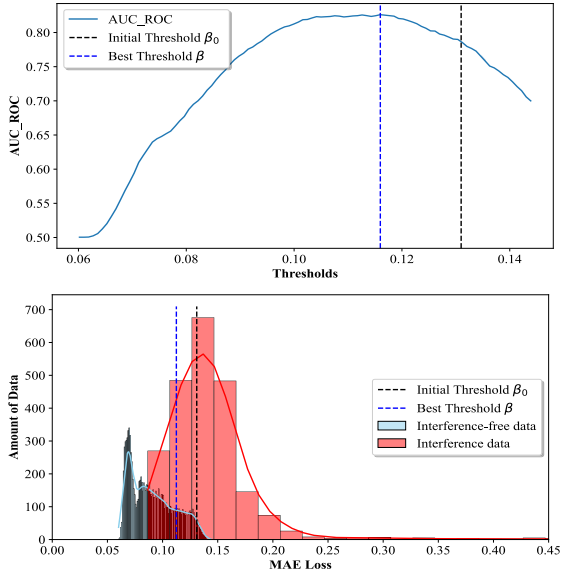 AUC_ROC
Initial Threshold β₀
Best Threshold β
AUC_ROC
0.80
0.75
0.70
0.65
0.60
0.55
0.50
0.06 0.08 0.10 0.12 0.14
Thresholds
Initial Threshold β₀
Best Threshold β
Interference-free data
Interference data
Amount of Data
700
600
500
400
300
200
100
0
0.00 0.05 0.10 0.15 0.20 0.25 0.30 0.35 0.40 0.45
MAE Loss